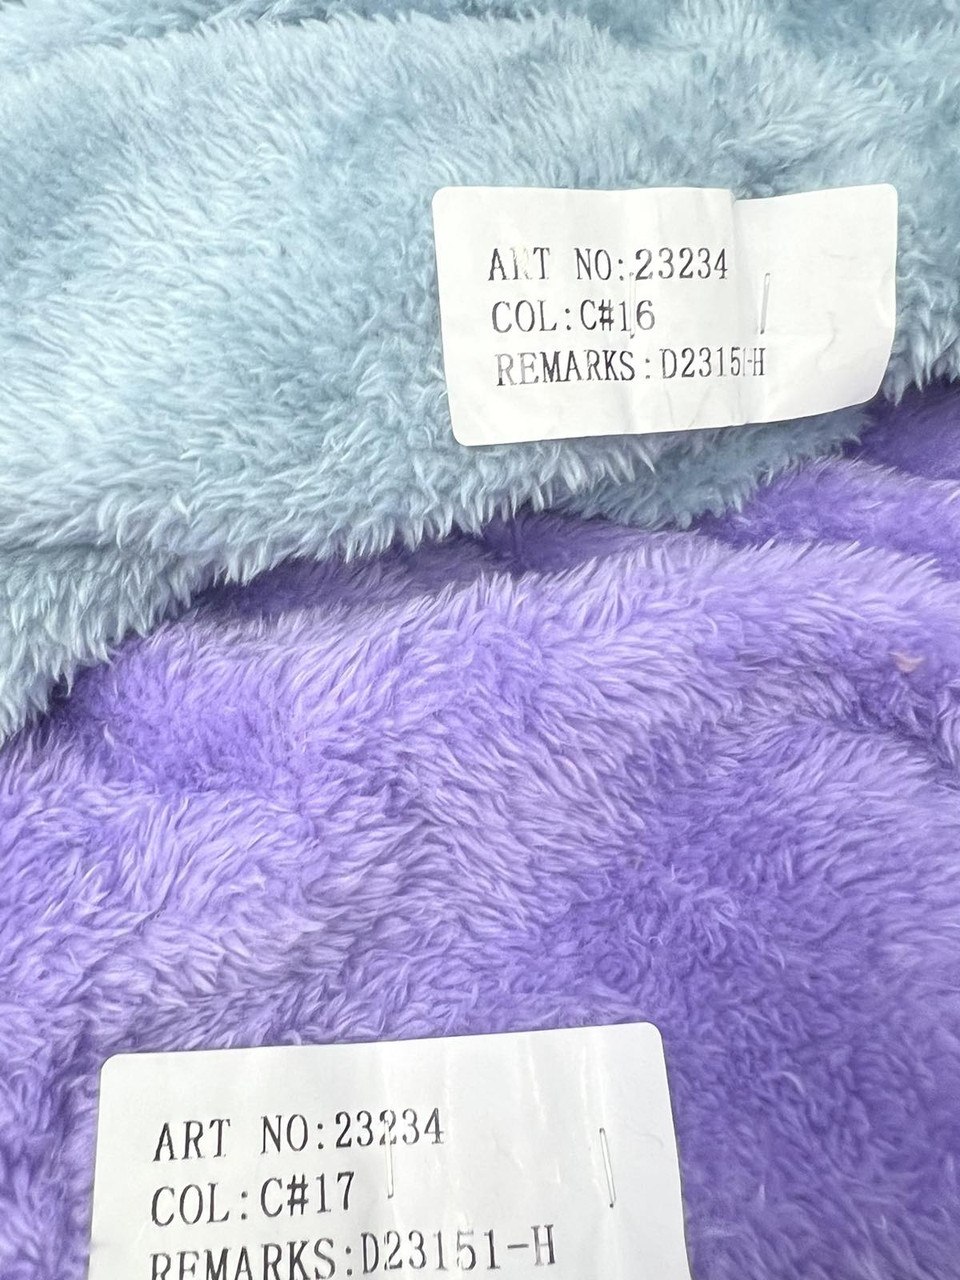 ART NO:23234
COL:C#16
REMARKS:D23151-H
ART NO:23234
COL:C#17
REMARKS:D23151-H